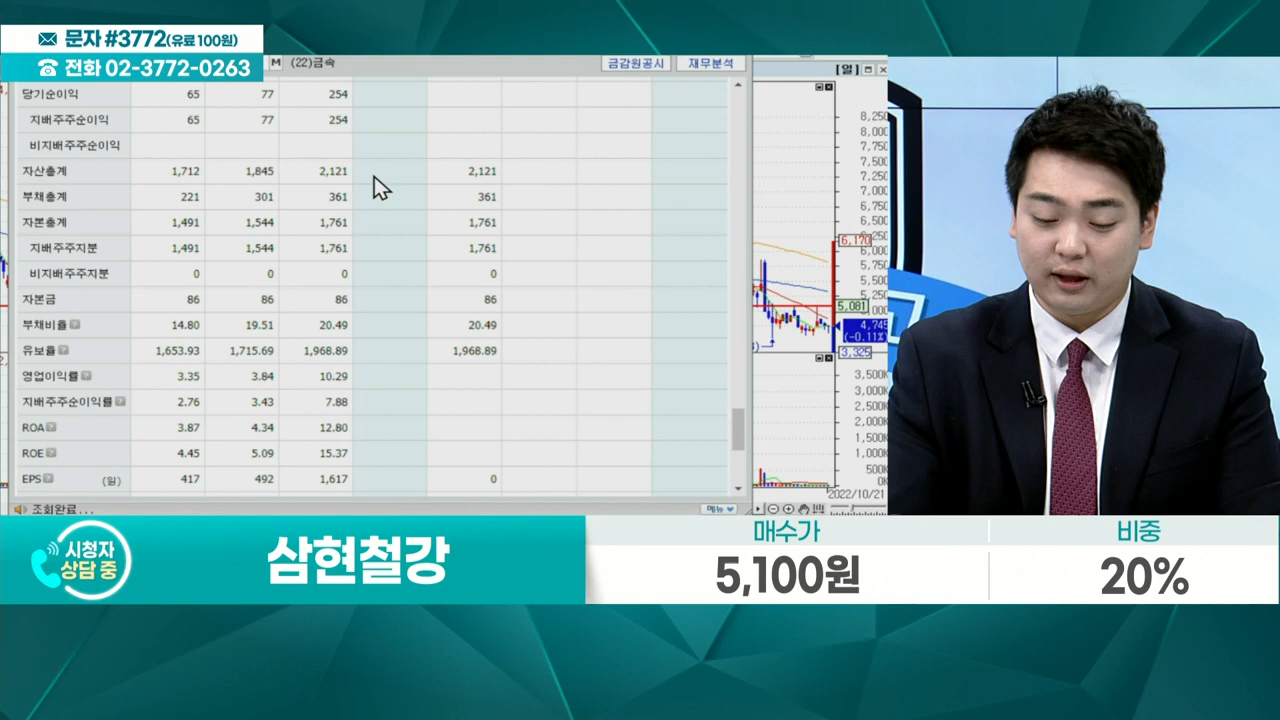 문자 #3772(유료 100원)
전화 02-3772-0263
M (22)금속 금감원공시 재무분석 [일]
당기순이익 65 77 254
지배주주순이익 65 77 254
비지배주주순이익
자산총계 1,712 1,845 2,121 2,121
부채총계 221 301 361 361
자본총계 1,491 1,544 1,761 1,761
지배주주지분 1,491 1,544 1,761 1,761
비지배주주지분 0 0 0 0
자본금 86 86 86 86
부채비율 14.80 19.51 20.49 20.49
유보율 1,653.93 1,715.69 1,968.89 1,968.89
영업이익률 3.35 3.84 10.29
지배주주순이익률 2.76 3.43 7.88
ROA 3.87 4.34 12.80
ROE 4.45 5.09 15.37
EPS (원) 417 492 1,617 0
조회완료... 메뉴
8,250
8,000
7,750
7,500
7,250
7,000
6,750
6,500
6,170
6,000
5,750
5,500
5,250
5,081
4,745
(-0.11%)
3,325
3,500K
3,000K
2,500K
2,000K
1,500K
1,000K
500K
0K
2022/10/21
시청자
상담 중
삼현철강
매수가 비중
5,100원 20%